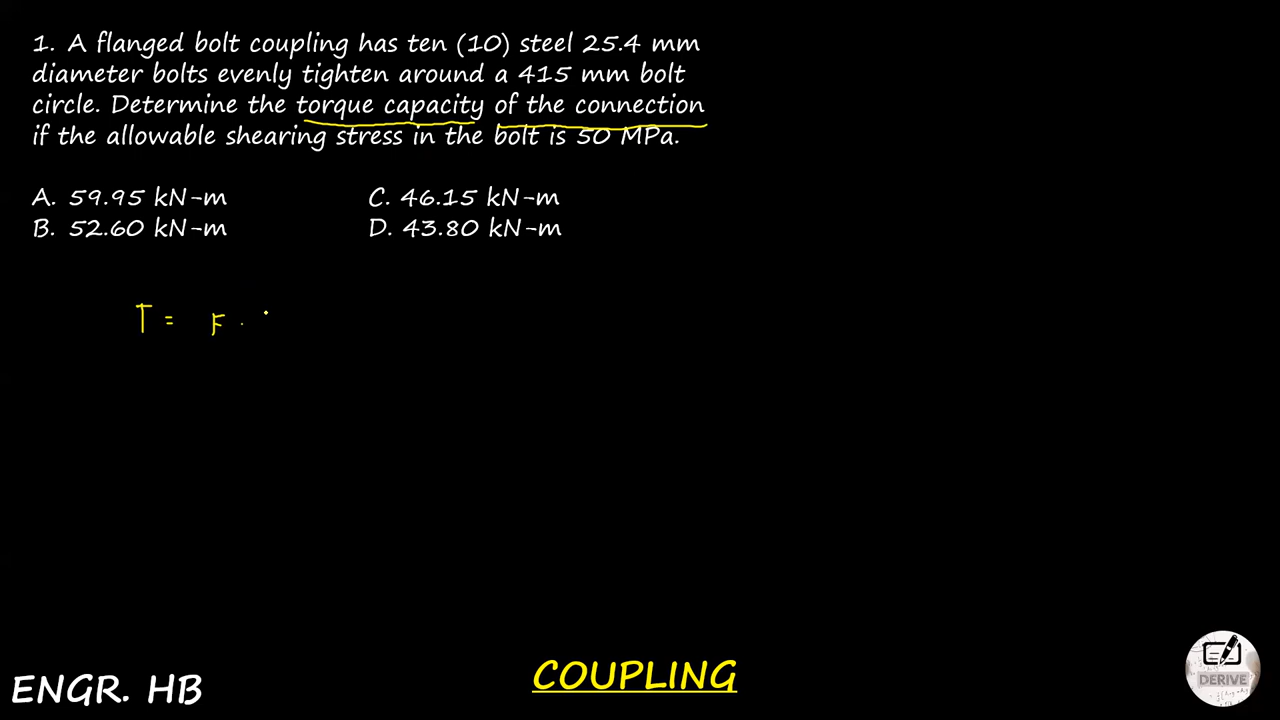 1. A flanged bolt coupling has ten (10) steel 25.4 mm
diameter bolts evenly tighten around a 415 mm bolt
circle. Determine the torque capacity of the connection
if the allowable shearing stress in the bolt is 50 MPa.
A. 59.95 kN-m C. 46.15 kN-m
B. 52.60 kN-m D. 43.80 kN-m
T = F .
ENGR. HB
COUPLING
DERIVE